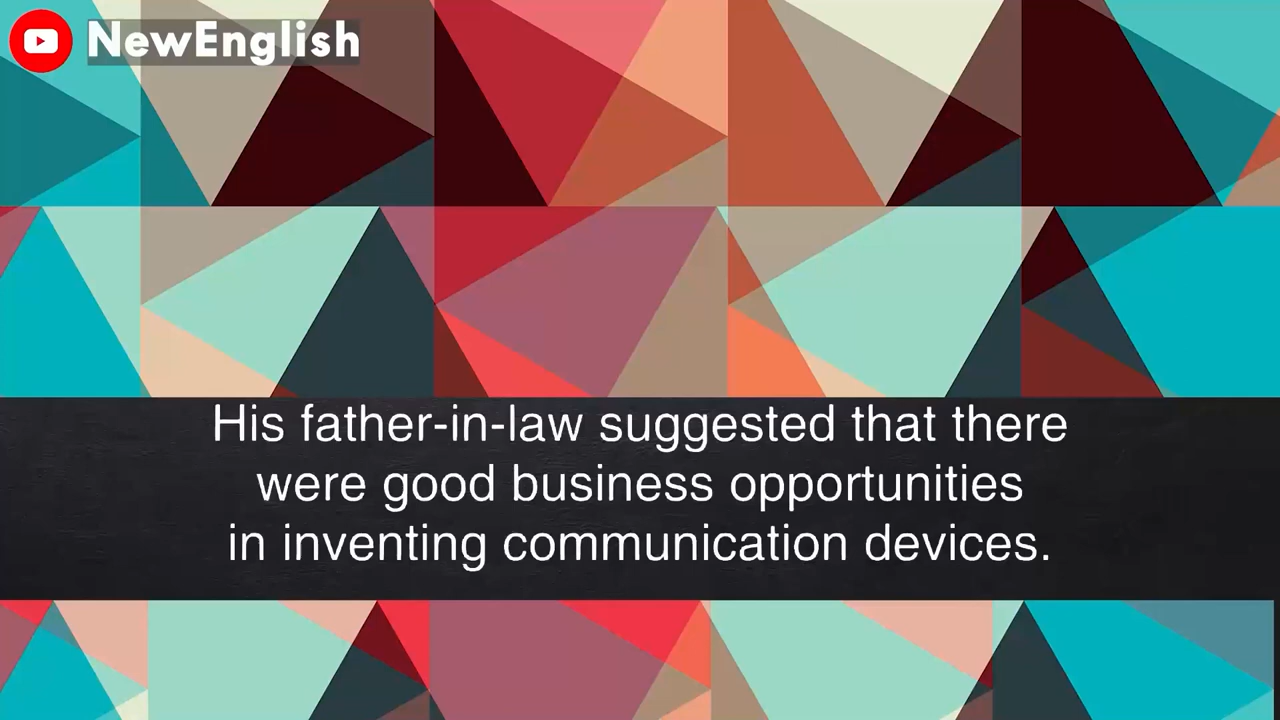 NewEnglish
His father-in-law suggested that there
were good business opportunities
in inventing communication devices.